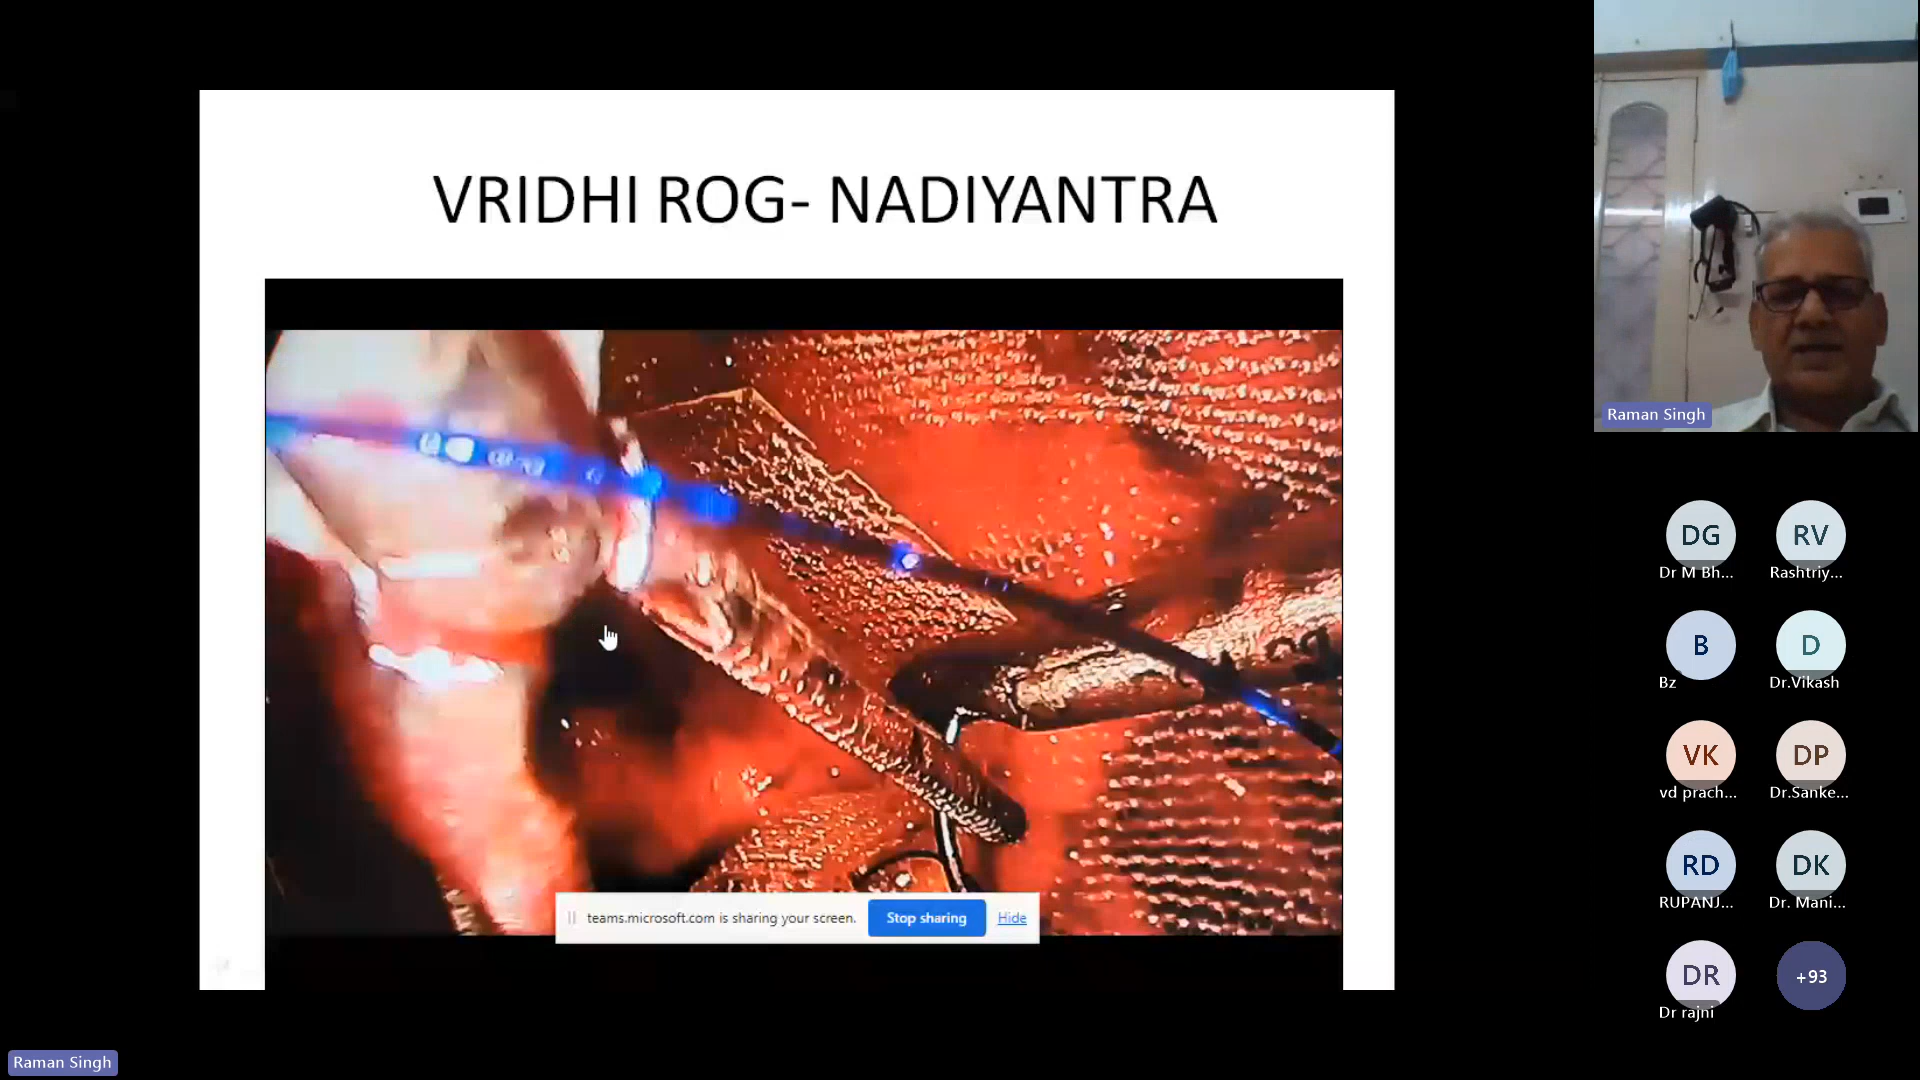 VRIDHI ROG- NADIYANTRA
teams.microsoft.com is sharing your screen. Stop sharing Hide
Raman Singh
DG RV
Dr M Bh... Rashtriy...
B D
Bz Dr.Vikash
VK DP
vd prach... Dr.Sanke...
RD DK
RUPANJ... Dr. Mani...
DR +93
Dr rajni
Raman Singh